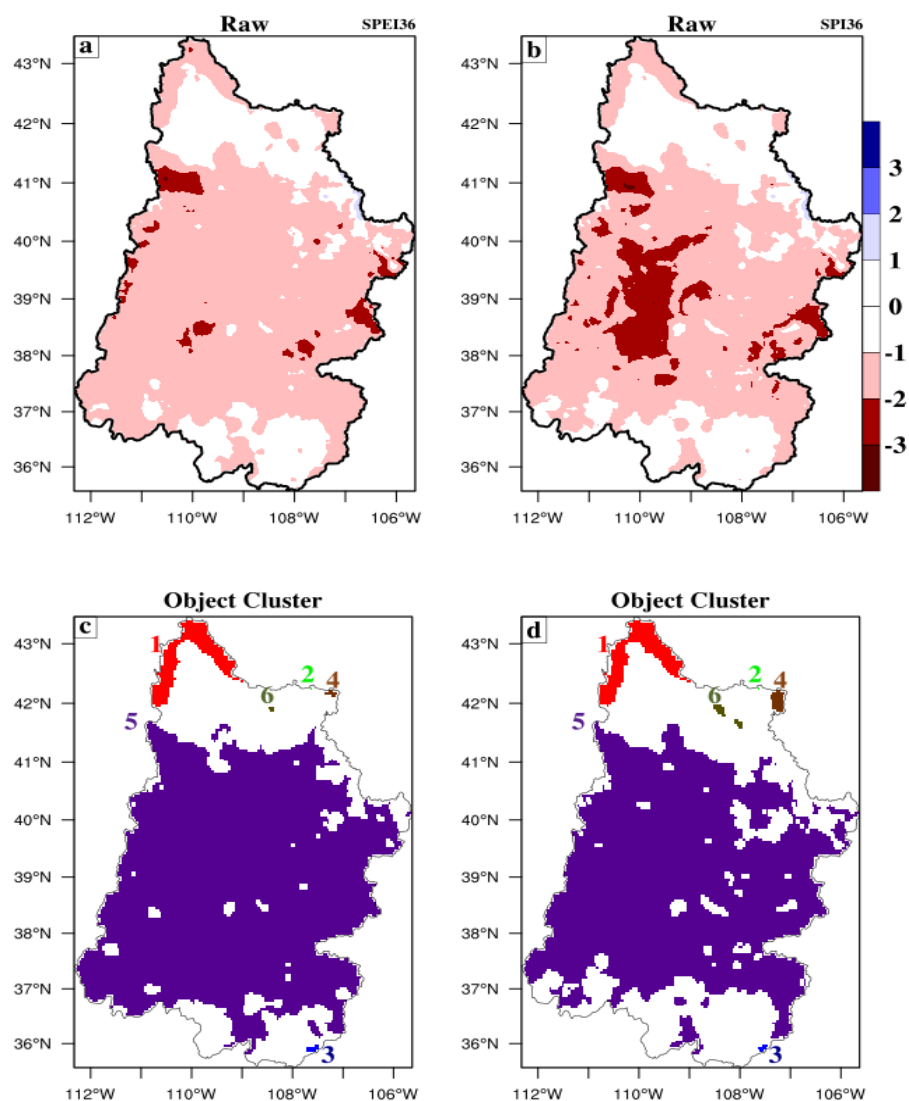 Raw SPEI36 Raw SPI36
a b
43°N 43°N
42°N 42°N 3
41°N 41°N 2
40°N 40°N 1
39°N 39°N 0
38°N 38°N -1
37°N 37°N -2
36°N 36°N -3
112°W 110°W 108°W 106°W 112°W 110°W 108°W 106°W
Object Cluster Object Cluster
c d
43°N 1 43°N 1
42°N 5 6 2 4 42°N 5 6 2 4
41°N 41°N
40°N 40°N
39°N 39°N
38°N 38°N
37°N 37°N
36°N 3 36°N 3
112°W 110°W 108°W 106°W 112°W 110°W 108°W 106°W